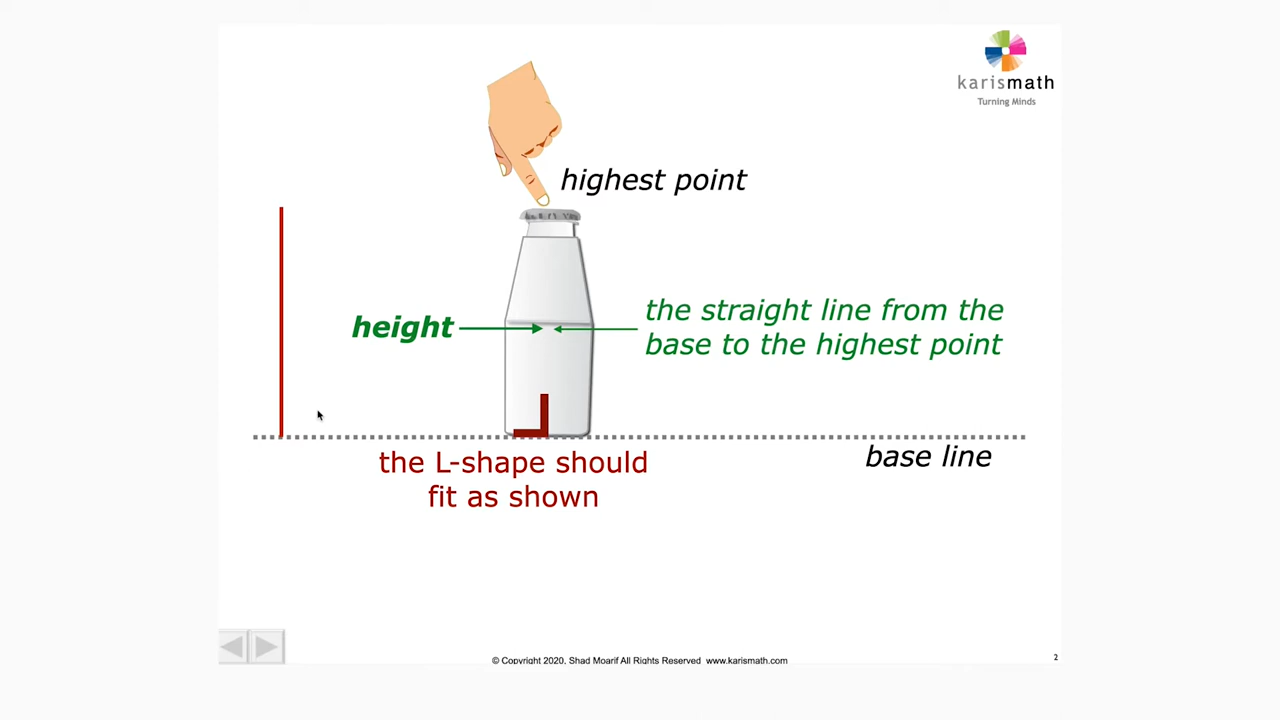 karismath
Turning Minds
highest point
height
the straight line from the
base to the highest point
base line
the L-shape should
fit as shown
© Copyright 2020, Shad Moarif All Rights Reserved www.karismath.com
2